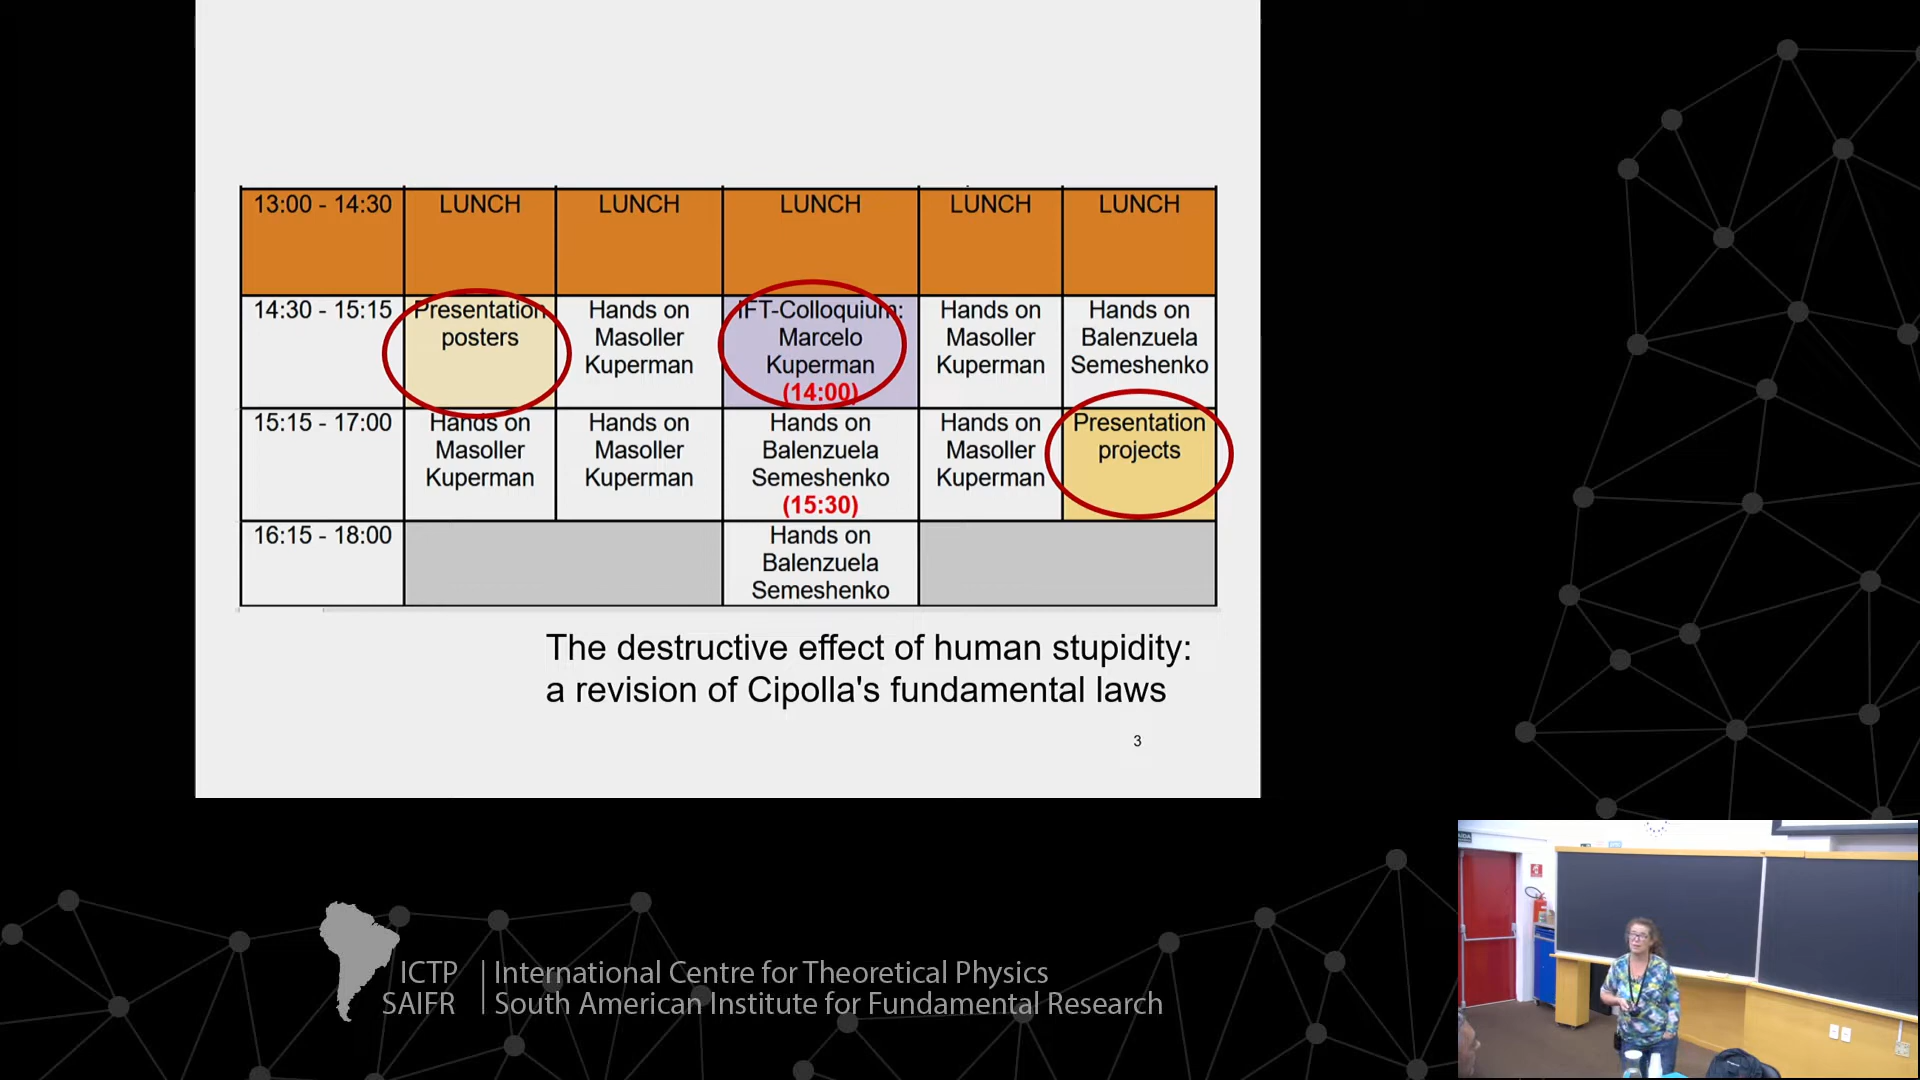 13:00 - 14:30 LUNCH LUNCH LUNCH LUNCH LUNCH
14:30 - 15:15
Presentation
posters
Hands on
Masoller
Kuperman
IFT-Colloquium:
Marcelo
Kuperman
(14:00)
Hands on
Masoller
Kuperman
Hands on
Balenzuela
Semeshenko
15:15 - 17:00
Hands on
Masoller
Kuperman
Hands on
Masoller
Kuperman
Hands on
Balenzuela
Semeshenko
(15:30)
Hands on
Masoller
Kuperman
Presentation
projects
16:15 - 18:00
Hands on
Balenzuela
Semeshenko
The destructive effect of human stupidity:
a revision of Cipolla's fundamental laws
3
ICTP
SAIFR
International Centre for Theoretical Physics
South American Institute for Fundamental Research